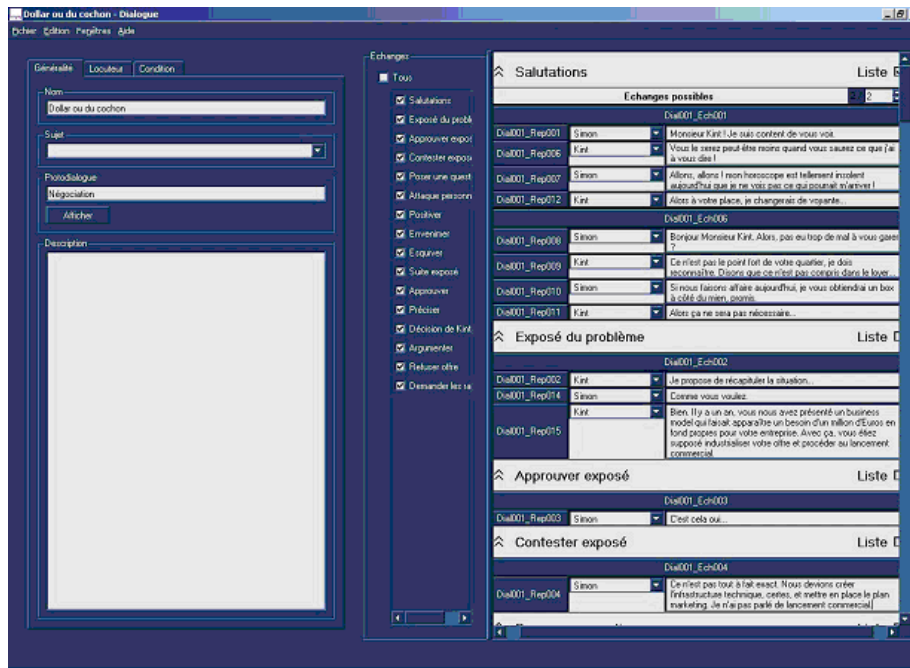 Dollar ou du cochon - Dialogue
Fichier Edition Fenêtres Aide
Généralité Locuteur Condition
Nom
Dollar ou du cochon
Sujet
Protodialogue
Négociation
Afficher
Description
Echanges
Tous
Salutations
Exposé du problè
Approuver expos
Contester exposé
Poser une questi
Attaque personn
Positiver
Envenimer
Esquiver
Suite exposé
Approuver
Préciser
Décision de Kint
Argumenter
Refuser offre
Demander les ra
Salutations Liste
Echanges possibles 2
Dial001_Ech001
Dial001_Rep001 Simon Monsieur Kint ! Je suis content de vous voir.
Dial001_Rep006 Kint Vous le serez peut-être moins quand vous saurez ce que j'ai
à vous dire !
Dial001_Rep007 Simon Allons, allons ! mon horoscope est tellement insolent
aujourd'hui que je ne vois pas ce qui pourrait m'arriver !
Dial001_Rep012 Kint Alors à votre place, je changerais de voyante...
Dial001_Ech006
Dial001_Rep008 Simon Bonjour Monsieur Kint. Alors, pas eu trop de mal à vous garer
?
Dial001_Rep009 Kint Ce n'est pas le point fort de votre quartier, je dois
reconnaître. Disons que ce n'est pas compris dans le loyer...
Dial001_Rep010 Simon Si nous faisons affaire aujourd'hui, je vous obtiendrai un box
à côté du mien, promis.
Dial001_Rep011 Kint Alors ça ne sera pas nécessaire...
Exposé du problème Liste
Dial001_Ech002
Dial001_Rep002 Kint Je propose de récapituler la situation...
Dial001_Rep014 Simon Comme vous voulez.
Dial001_Rep015 Kint Bien. Il y a un an, vous nous avez présenté un business
model qui faisait apparaître un besoin d'un million d'Euros en
fond propres pour votre entreprise. Avec ça, vous étiez
supposé industrialiser votre offre et procéder au lancement
commercial.
Approuver exposé Liste
Dial001_Ech003
Dial001_Rep003 Simon C'est cela oui...
Contester exposé Liste
Dial001_Ech004
Dial001_Rep004 Simon Ce n'est pas tout à fait exact. Nous devions créer
l'infrastructure technique, certes, et mettre en place le plan
marketing. Je n'ai pas parlé de lancement commercial.